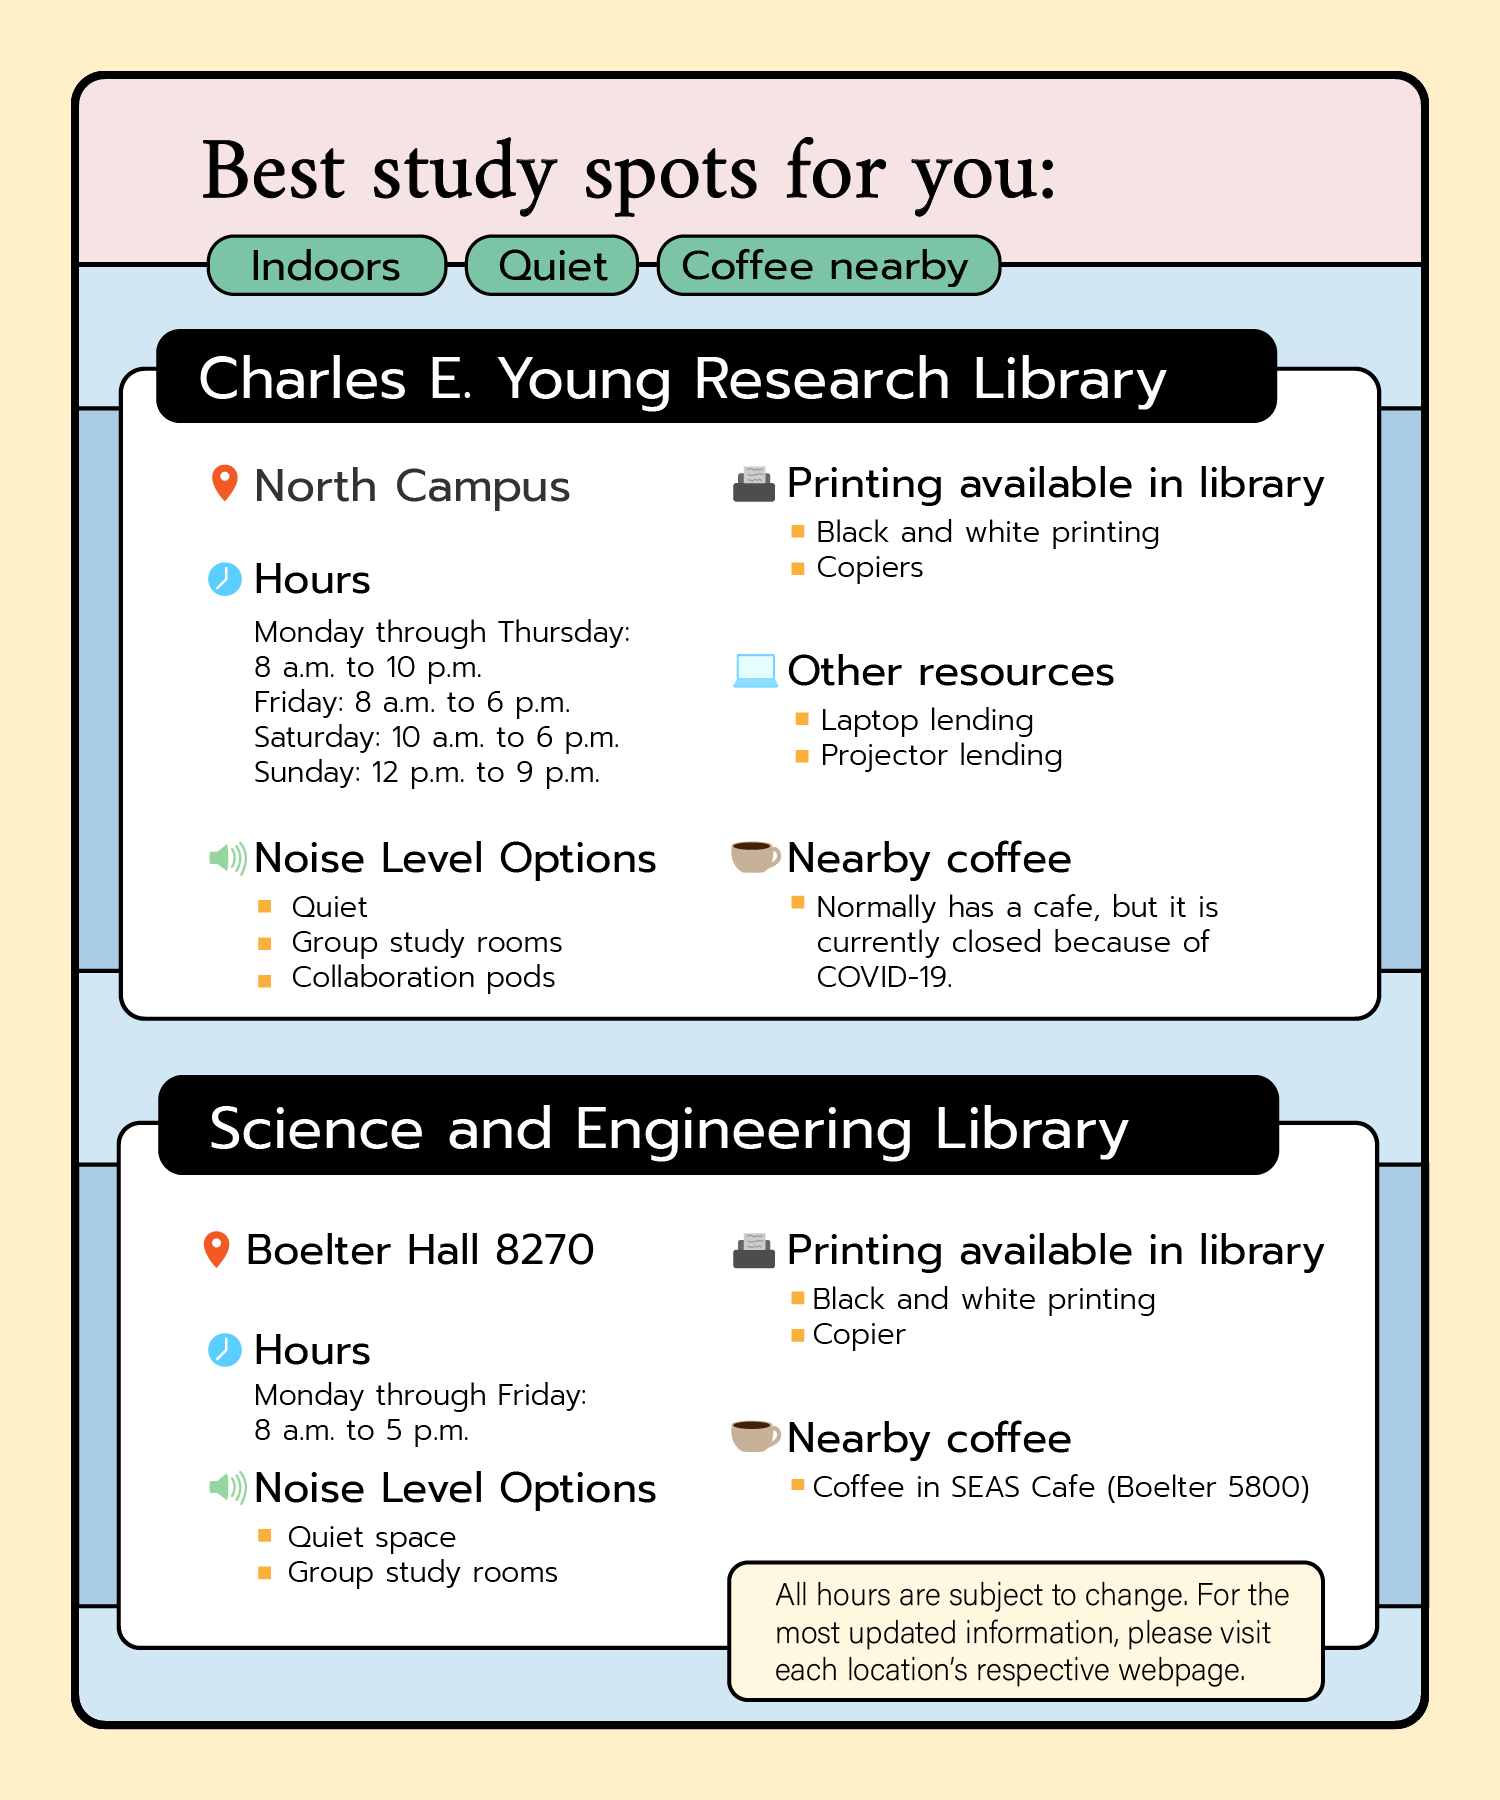 Best study spots for you:
Indoors
Quiet
Coffee nearby
Charles E. Young Research Library
North Campus
Hours
Monday through Thursday:
8 a.m. to 10 p.m.
Friday: 8 a.m. to 6 p.m.
Saturday: 10 a.m. to 6 p.m.
Sunday: 12 p.m. to 9 p.m.
Noise Level Options
Quiet
Group study rooms
Collaboration pods
Printing available in library
Black and white printing
Copiers
Other resources
Laptop lending
Projector lending
Nearby coffee
Normally has a cafe, but it is
currently closed because of
COVID-19.
Science and Engineering Library
Boelter Hall 8270
Hours
Monday through Friday:
8 a.m. to 5 p.m.
Noise Level Options
Quiet space
Group study rooms
Printing available in library
Black and white printing
Copier
Nearby coffee
Coffee in SEAS Cafe (Boelter 5800)
All hours are subject to change. For the
most updated information, please visit
each location's respective webpage.